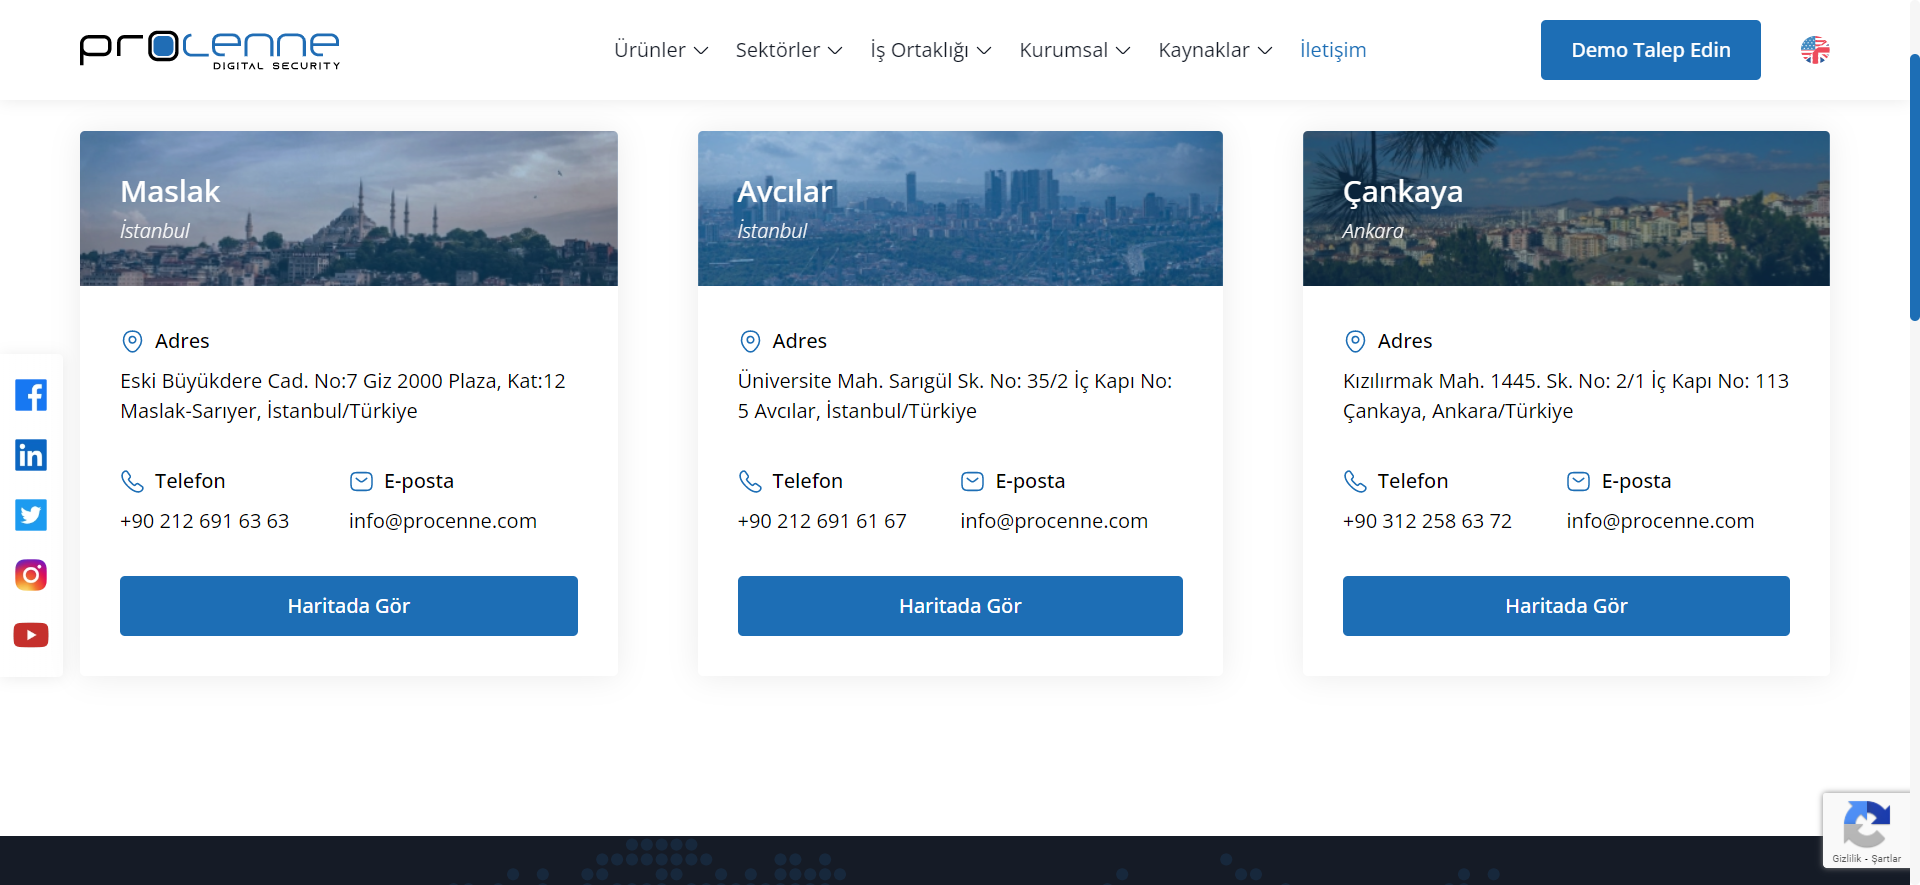 procenne
DIGITAL SECURITY
Ürünler
Sektörler
İş Ortaklığı
Kurumsal
Kaynaklar
İletişim
Demo Talep Edin
Maslak
İstanbul
Adres
Eski Büyükdere Cad. No:7 Giz 2000 Plaza, Kat:12
Maslak-Sarıyer, İstanbul/Türkiye
Telefon
+90 212 691 63 63
E-posta
info@procenne.com
Haritada Gör
Avcılar
İstanbul
Adres
Üniversite Mah. Sarıgül Sk. No: 35/2 İç Kapı No:
5 Avcılar, İstanbul/Türkiye
Telefon
+90 212 691 61 67
E-posta
info@procenne.com
Haritada Gör
Çankaya
Ankara
Adres
Kızılırmak Mah. 1445. Sk. No: 2/1 İç Kapı No: 113
Çankaya, Ankara/Türkiye
Telefon
+90 312 258 63 72
E-posta
info@procenne.com
Haritada Gör
Gizlilik - Şartlar